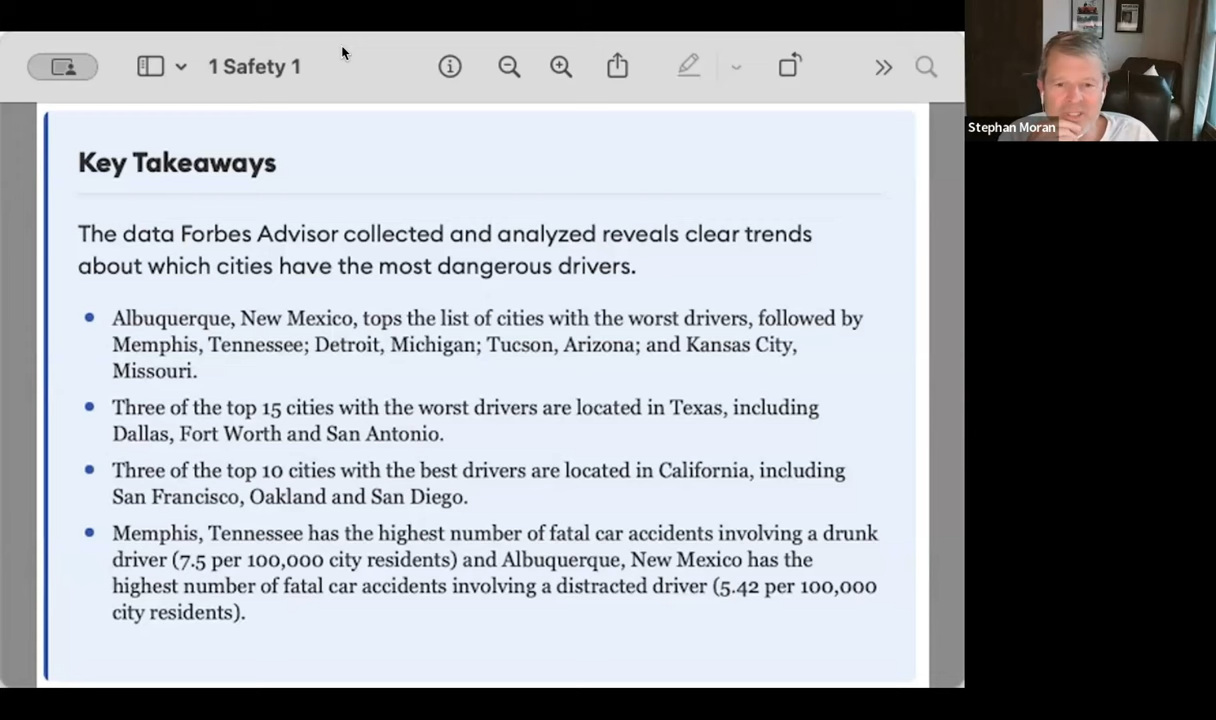 1 Safety 1
Stephan Moran
Key Takeaways
The data Forbes Advisor collected and analyzed reveals clear trends
about which cities have the most dangerous drivers.
Albuquerque, New Mexico, tops the list of cities with the worst drivers, followed by
Memphis, Tennessee; Detroit, Michigan; Tucson, Arizona; and Kansas City,
Missouri.
Three of the top 15 cities with the worst drivers are located in Texas, including
Dallas, Fort Worth and San Antonio.
Three of the top 10 cities with the best drivers are located in California, including
San Francisco, Oakland and San Diego.
Memphis, Tennessee has the highest number of fatal car accidents involving a drunk
driver (7.5 per 100,000 city residents) and Albuquerque, New Mexico has the
highest number of fatal car accidents involving a distracted driver (5.42 per 100,000
city residents).